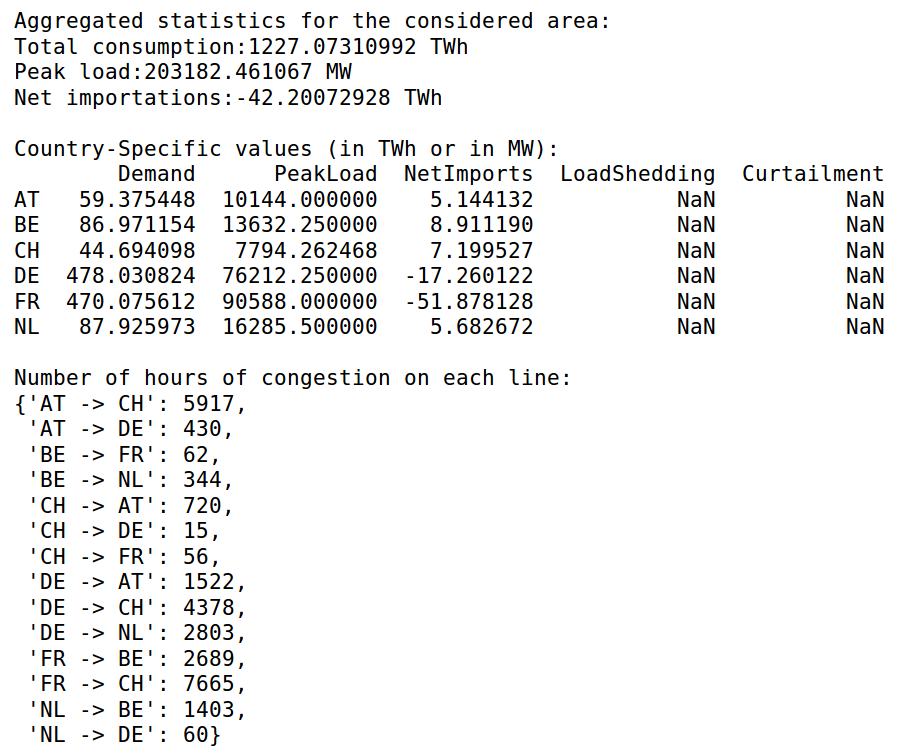 Aggregated statistics for the considered area:
Total consumption:1227.07310992 TWh
Peak load:203182.461067 MW
Net importations:-42.20072928 TWh

Country-Specific values (in TWh or in MW):
        Demand      PeakLoad  NetImports  LoadShedding  Curtailment
AT   59.375448  10144.000000    5.144132           NaN          NaN
BE   86.971154  13632.250000    8.911190           NaN          NaN
CH   44.694098   7794.262468    7.199527           NaN          NaN
DE  478.030824  76212.250000  -17.260122           NaN          NaN
FR  470.075612  90588.000000  -51.878128           NaN          NaN
NL   87.925973  16285.500000    5.682672           NaN          NaN

Number of hours of congestion on each line:
{'AT -> CH': 5917,
 'AT -> DE': 430,
 'BE -> FR': 62,
 'BE -> NL': 344,
 'CH -> AT': 720,
 'CH -> DE': 15,
 'CH -> FR': 56,
 'DE -> AT': 1522,
 'DE -> CH': 4378,
 'DE -> NL': 2803,
 'FR -> BE': 2689,
 'FR -> CH': 7665,
 'NL -> BE': 1403,
 'NL -> DE': 60}